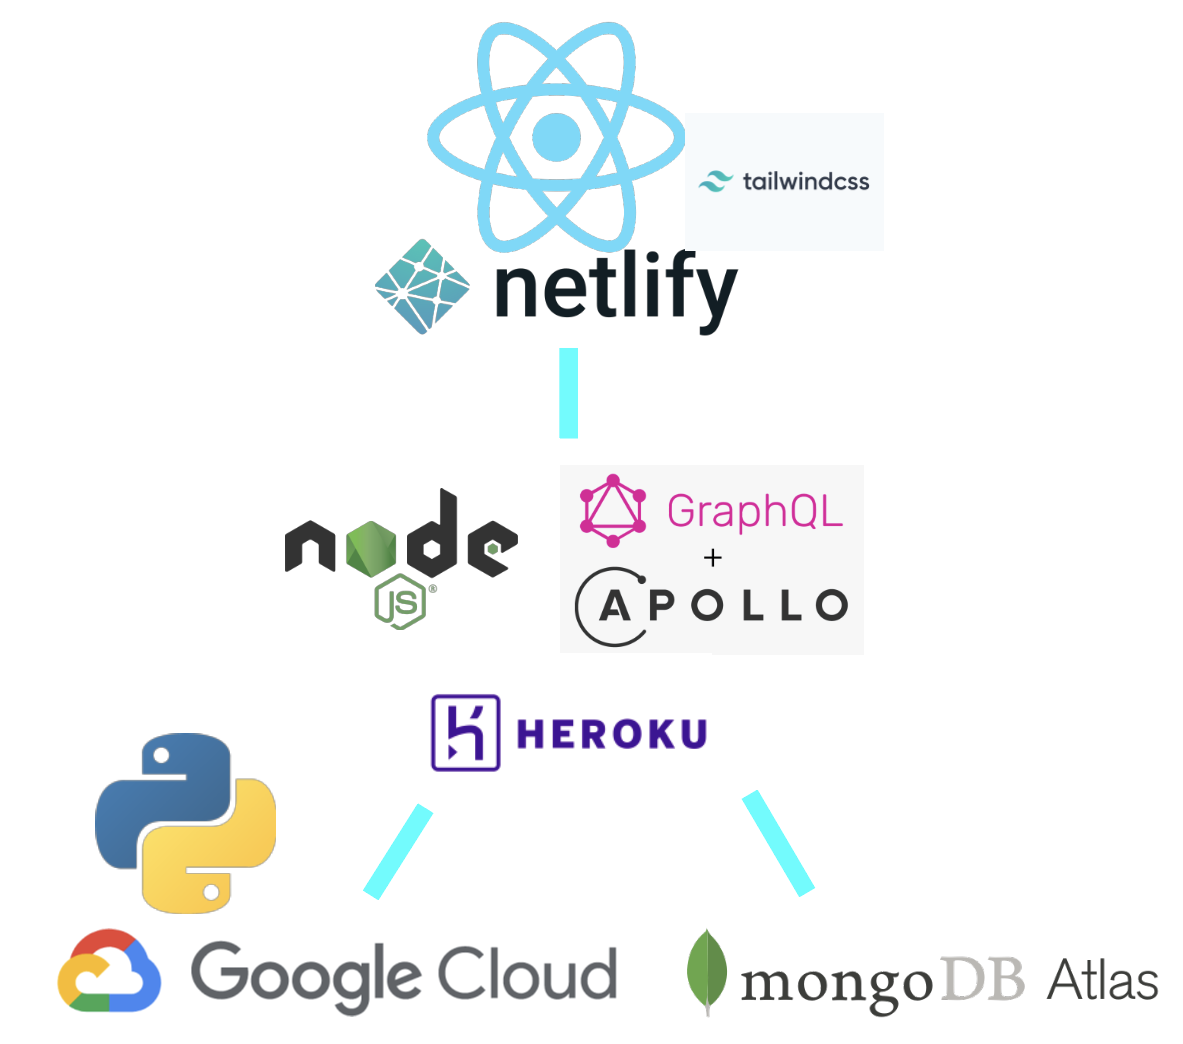 tailwindcss
netlify
node
JS®
GraphQL
+
APOLLO
HEROKU
Google Cloud
mongoDB Atlas